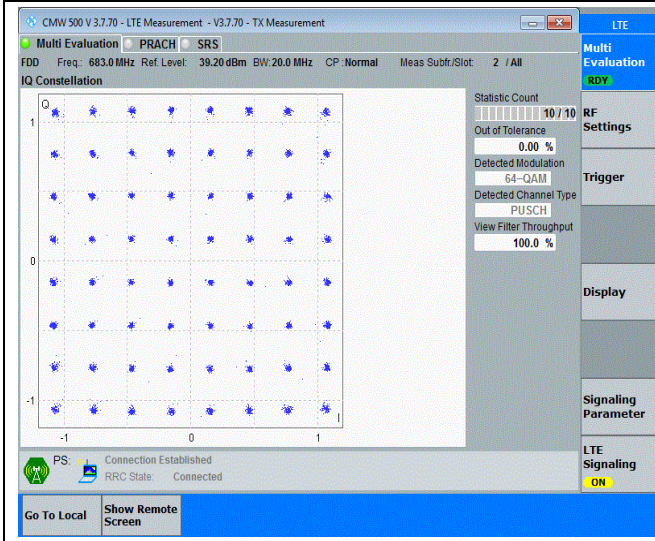 CMW 500 V 3.7.70 - LTE Measurement - V3.7.70 - TX Measurement
LTE
Multi Evaluation PRACH SRS
FDD Freq.: 683.0 MHz Ref. Level: 39.20 dBm BW: 20.0 MHz CP : Normal Meas Subfr./Slot: 2 / All
IQ Constellation
Q
1
0
-1
-1 0 1
I
Statistic Count
10 / 10
Out of Tolerance
0.00 %
Detected Modulation
64-QAM
Detected Channel Type
PUSCH
View Filter Throughput
100.0 %
Multi
Evaluation
RDY
RF
Settings
Trigger
Display
Signaling
Parameter
LTE
Signaling
ON
PS: Connection Established
RRC State: Connected
Go To Local
Show Remote
Screen